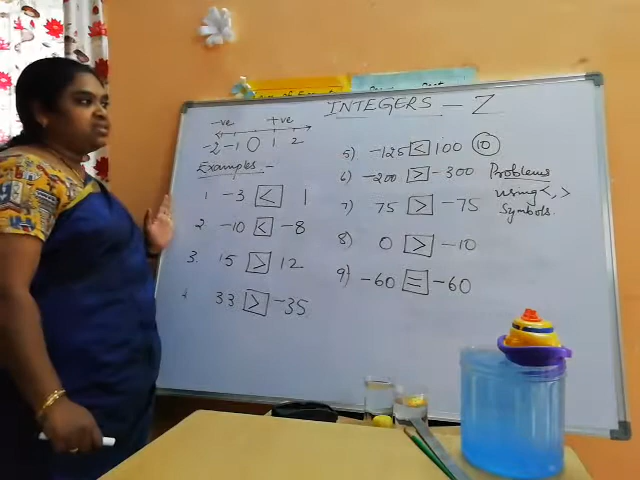 INTEGERS - Z
-ve +ve
-2 -1 0 1 2
Examples -
1. -3 < 1
2. -10 < -8
3. 15 > 12
33 > -35
5) -125 < 100
6) -200 > -300
7) 75 > -75
8) 0 > -10
9) -60 = -60
10
Problems
using <, >
Symbols.